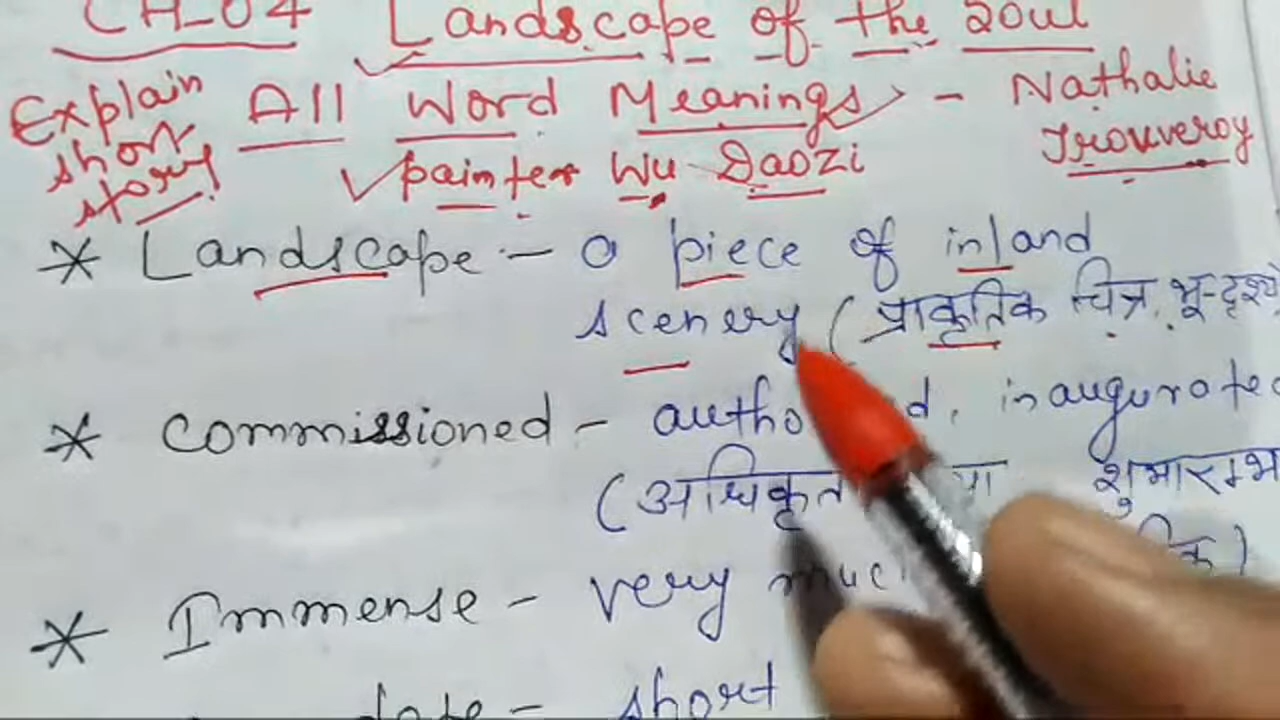 CH-04 Landscape of the Soul
Explain short story All Word Meanings - Nathalie Trouveroy
painter Wu Daozi
* Landscape - a piece of inland
scenery (प्राकृतिक चित्र, भू-दृश्य
* Commissioned - inaugurated
(अधिकृत शुभारम्भ
* Immense - very much
short